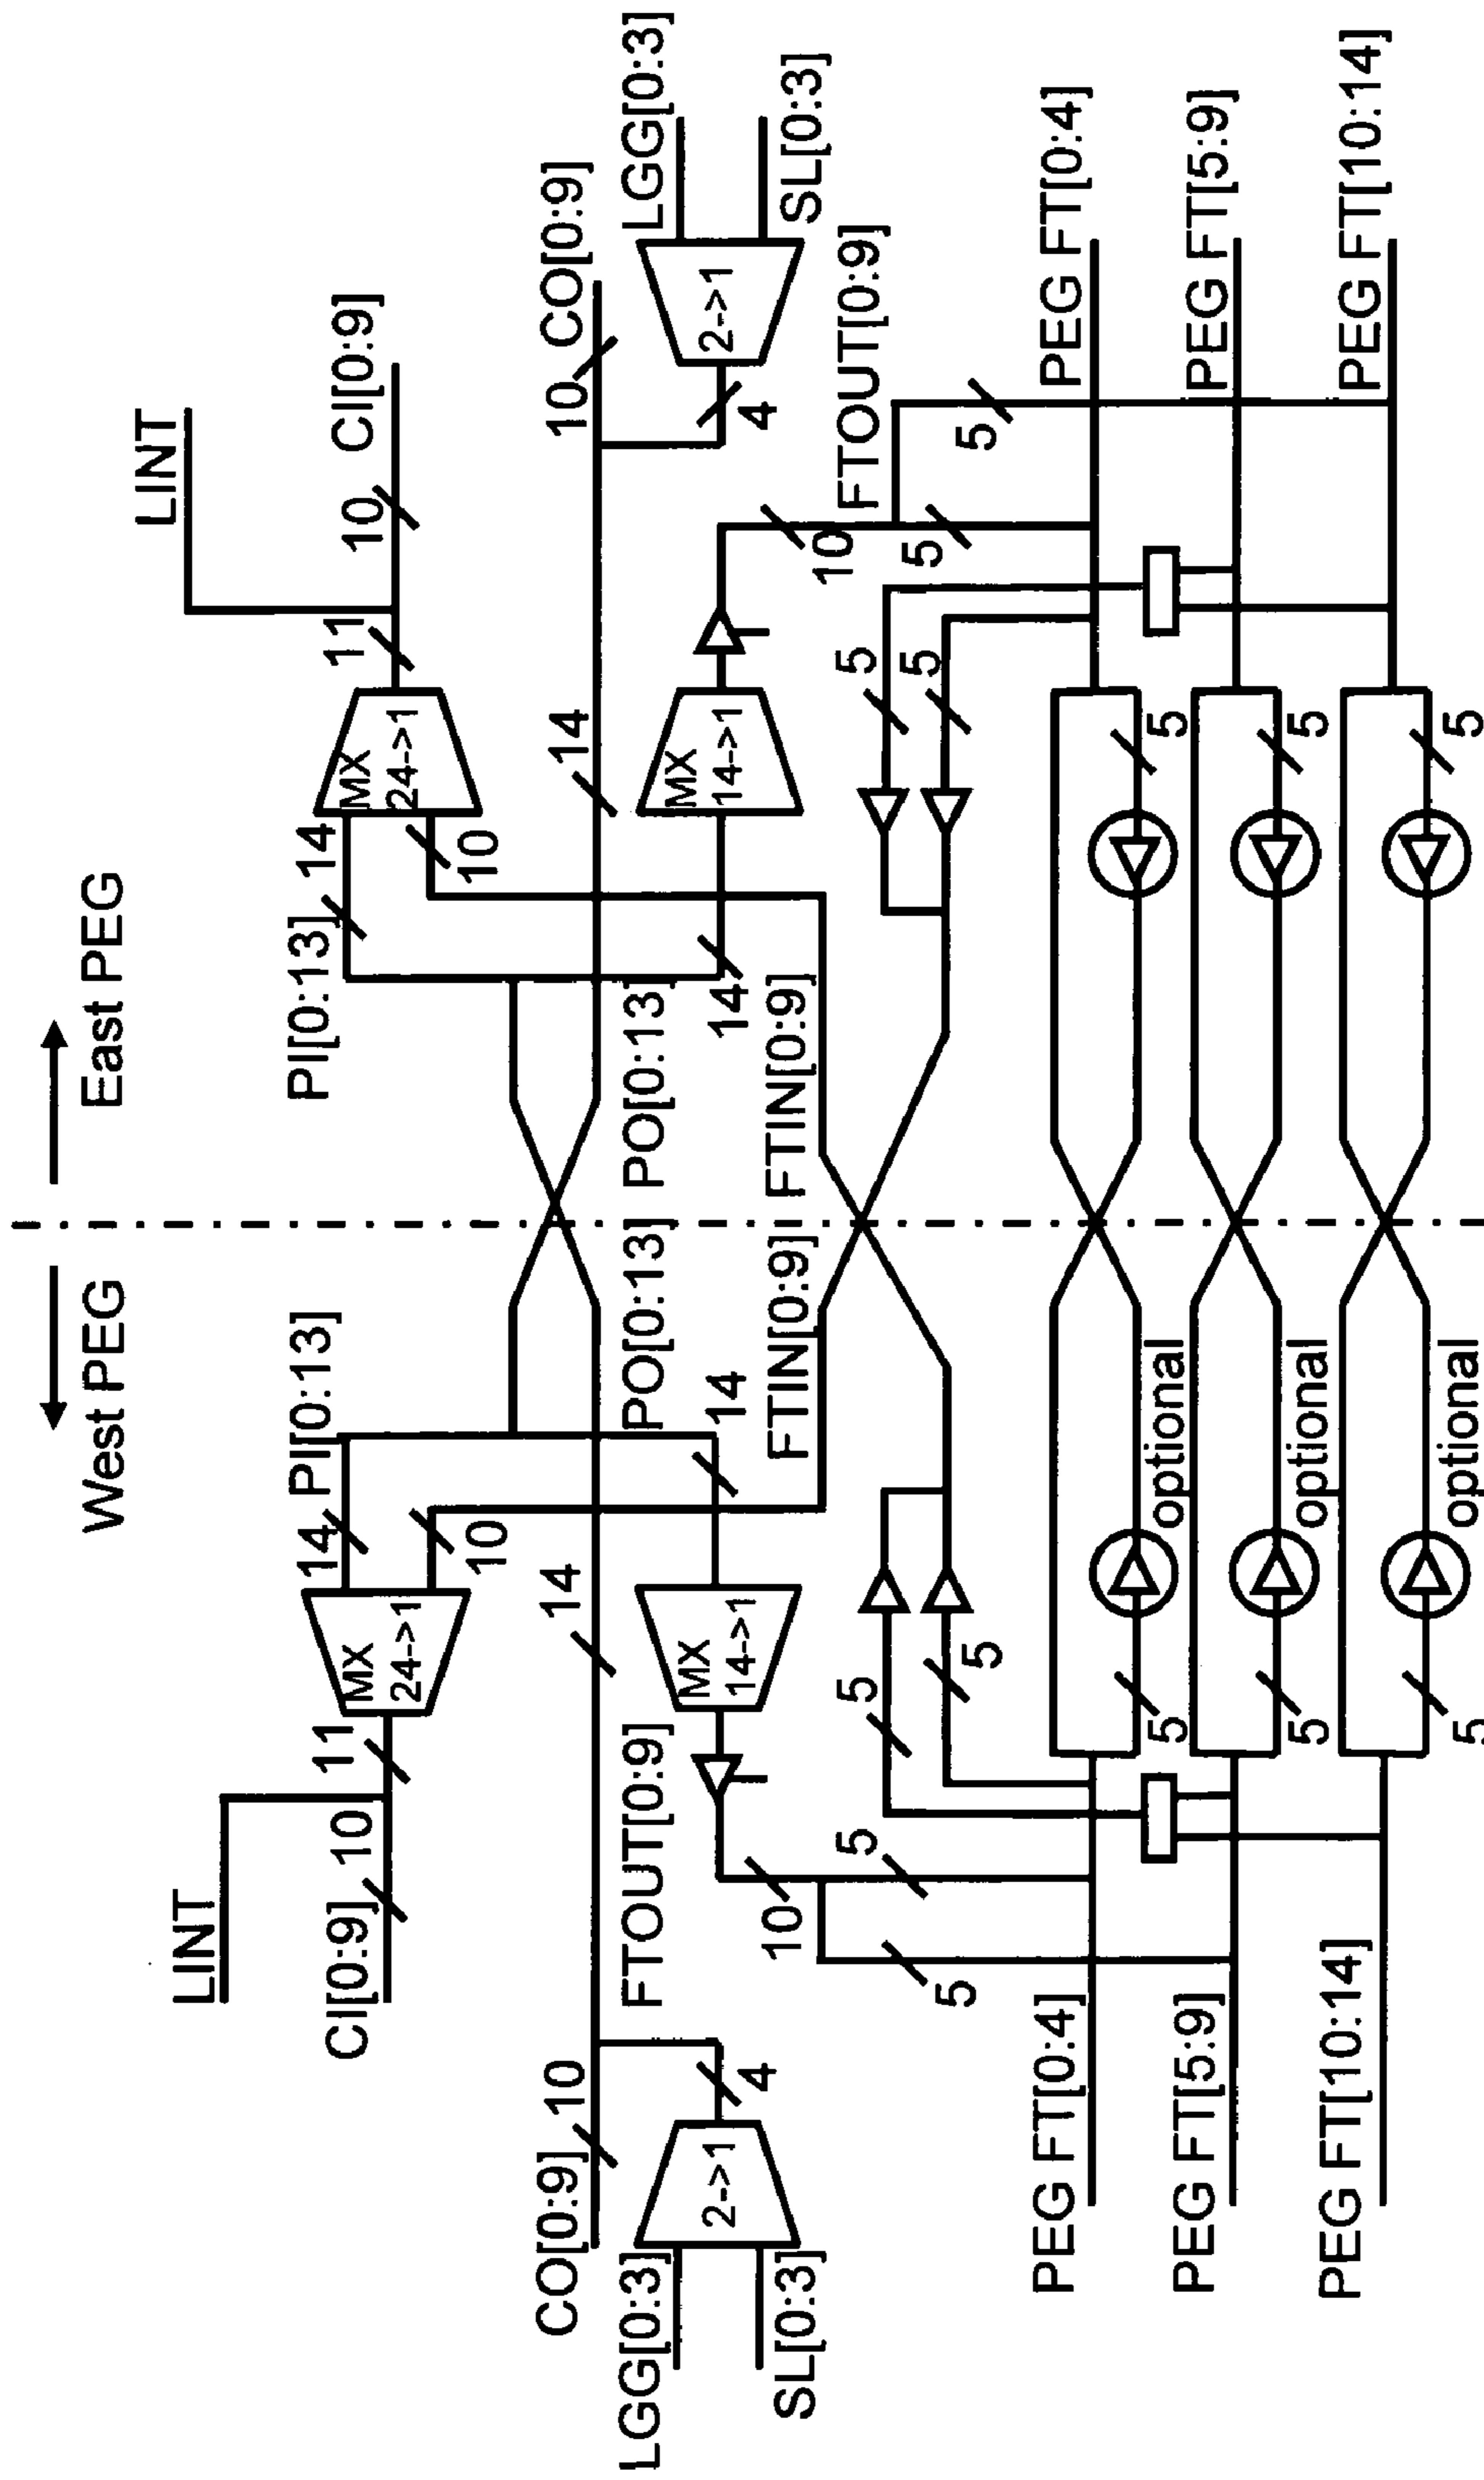 West PEG
East PEG
LINT
CI[0:9]
10
11
MX
24->1
14
10
PI[0:13]
PI[0:13]
14
10
MX
24->1
11
10
CI[0:9]
LINT
CO[0:9]
10
14
14
10
CO[0:9]
LGG[0:3]
SL[0:3]
2->1
4
FTOUT[0:9]
MX
14->1
14
PO[0:13]
PO[0:13]
14
MX
14->1
4
2->1
LGG[0:3]
SL[0:3]
10
5
5
5
5
FTIN[0:9]
FTIN[0:9]
5
5
10
5
5
FTOUT[0:9]
PEG FT[0:4]
5
optional
5
PEG FT[0:4]
PEG FT[5:9]
5
optional
5
PEG FT[5:9]
PEG FT[10:14]
5
optional
5
PEG FT[10:14]